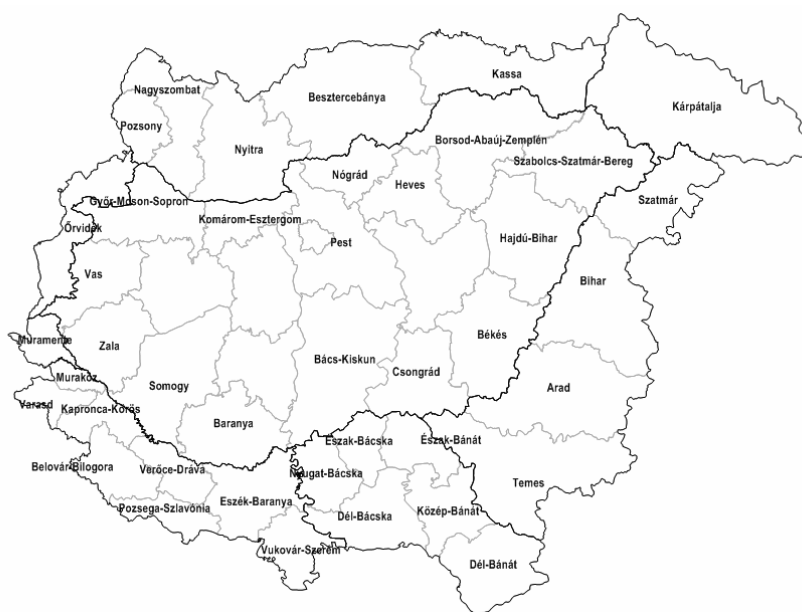 Kassa
Nagyszombat
Besztercebánya
Kárpátalja
Pozsony
Borsod-Abaúj-Zemplén
Nyitra
Szabolcs-Szatmár-Bereg
Nógrád
Heves
Győr-Moson-Sopron
Szatmár
Komárom-Esztergom
Őrvidék
Pest
Hajdú-Bihar
Vas
Bihar
Muramente
Zala
Békés
Bács-Kiskun
Csongrád
Muraköz
Somogy
Arad
Varasd
Kapronca-Körös
Baranya
Észak-Bácska
Észak-Bánát
Belovár-Bilogora
Verőce-Dráva
Nyugat-Bácska
Temes
Eszék-Baranya
Pozsega-Szlavónia
Dél-Bácska
Közép-Bánát
Vukovár-Szerém
Dél-Bánát